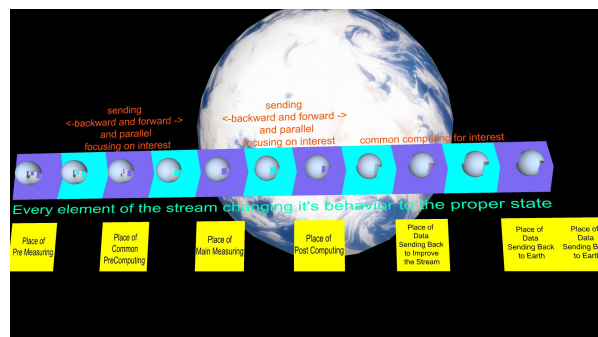 sending
<-backward and forward ->
and parallel
focusing on interest
sending
<-backward and forward ->
and parallel
focusing on interest
common computing for interest
Every element of the stream changing it's behavior to the proper state
Place of
Pre Measuring
Place of
Common
PreComputing
Place of
Main Measuring
Place of
Post Computing
Place of
Data
Sending Back
to Improve
the Stream
Place of
Data
Sending Back
to Earth
Place of
Data
Sending B
to Earth